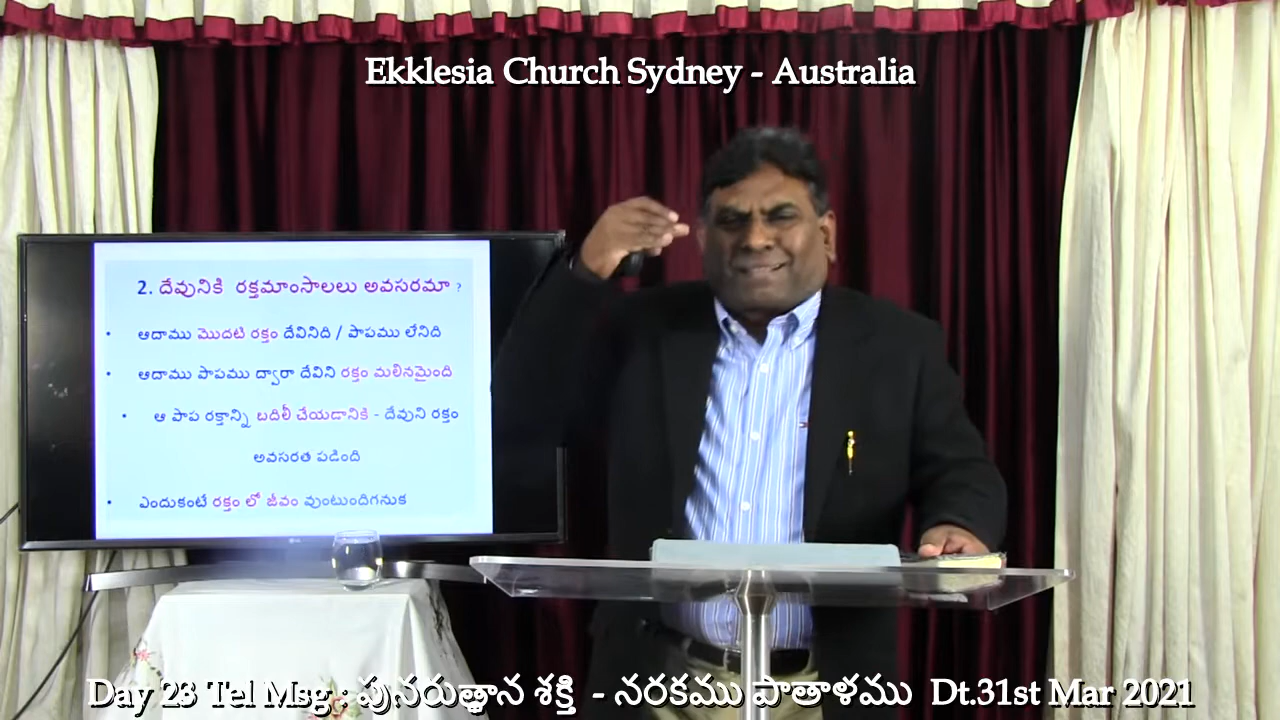 Ekklesia Church Sydney - Australia
2. దేవునికి రక్తమాంసాలలు అవసరమా ?
• ఆదాము మొదటి రక్తం దేవినిది / పాపము లేనిది
• ఆదాము పాపము ద్వారా దేవిని రక్తం మలినమైంది
• ఆ పాప రక్తాన్ని బదిలీ చేయడానికి - దేవుని రక్తం
అవసరత పడింది
• ఎందుకంటే రక్తం లో జీవం వుంటుందిగనుక
Day 23 Tel Msg : పునరుత్థాన శక్తి - నరకము పాతాళము Dt.31st Mar 2021